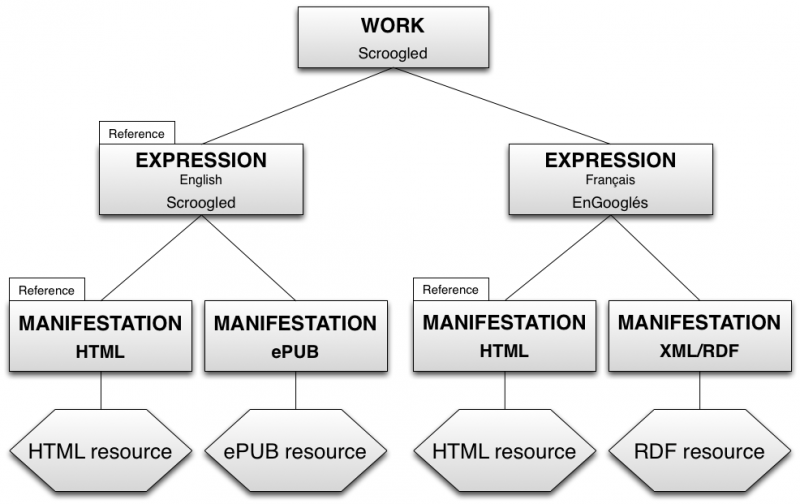 WORK
Scroogled
Reference
EXPRESSION
English
Scroogled
EXPRESSION
Français
EnGooglés
Reference
MANIFESTATION
HTML
MANIFESTATION
ePUB
Reference
MANIFESTATION
HTML
MANIFESTATION
XML/RDF
HTML resource
ePUB resource
HTML resource
RDF resource